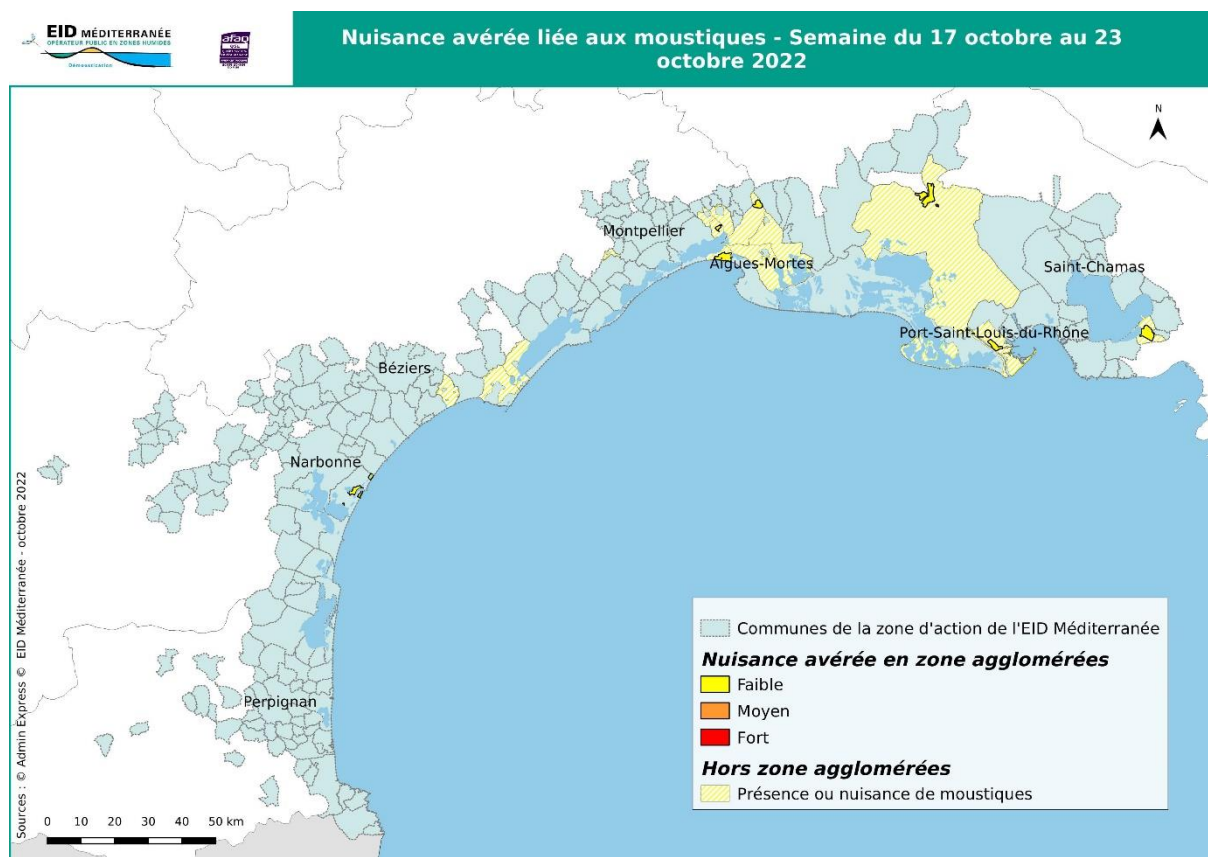 EID MÉDITERRANÉE
OPÉRATEUR PUBLIC EN ZONES HUMIDES
Démoustication
afaq
Nuisance avérée liée aux moustiques - Semaine du 17 octobre au 23
octobre 2022
N
Montpellier
Aigues-Mortes
Saint-Chamas
Port-Saint-Louis-du-Rhône
Béziers
Narbonne
Perpignan
Communes de la zone d'action de l'EID Méditerranée
Nuisance avérée en zone agglomérées
Faible
Moyen
Fort
Hors zone agglomérées
Présence ou nuisance de moustiques
0 10 20 30 40 50 km
Sources : © Admin Express © EID Méditerranée - octobre 2022